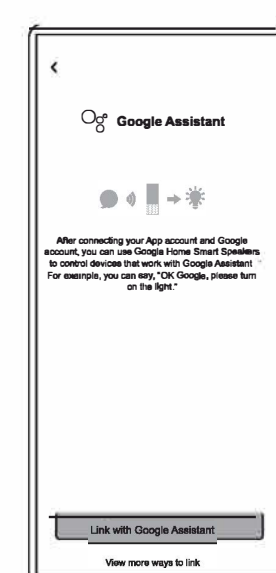 Google Assistant
After connecting your App account and Google
account, you can use Google Home Smart Speakers
to control devices that work with Google Assistant
For example, you can say, "OK Google, please turn
on the light."
Link with Google Assistant
View more ways to link